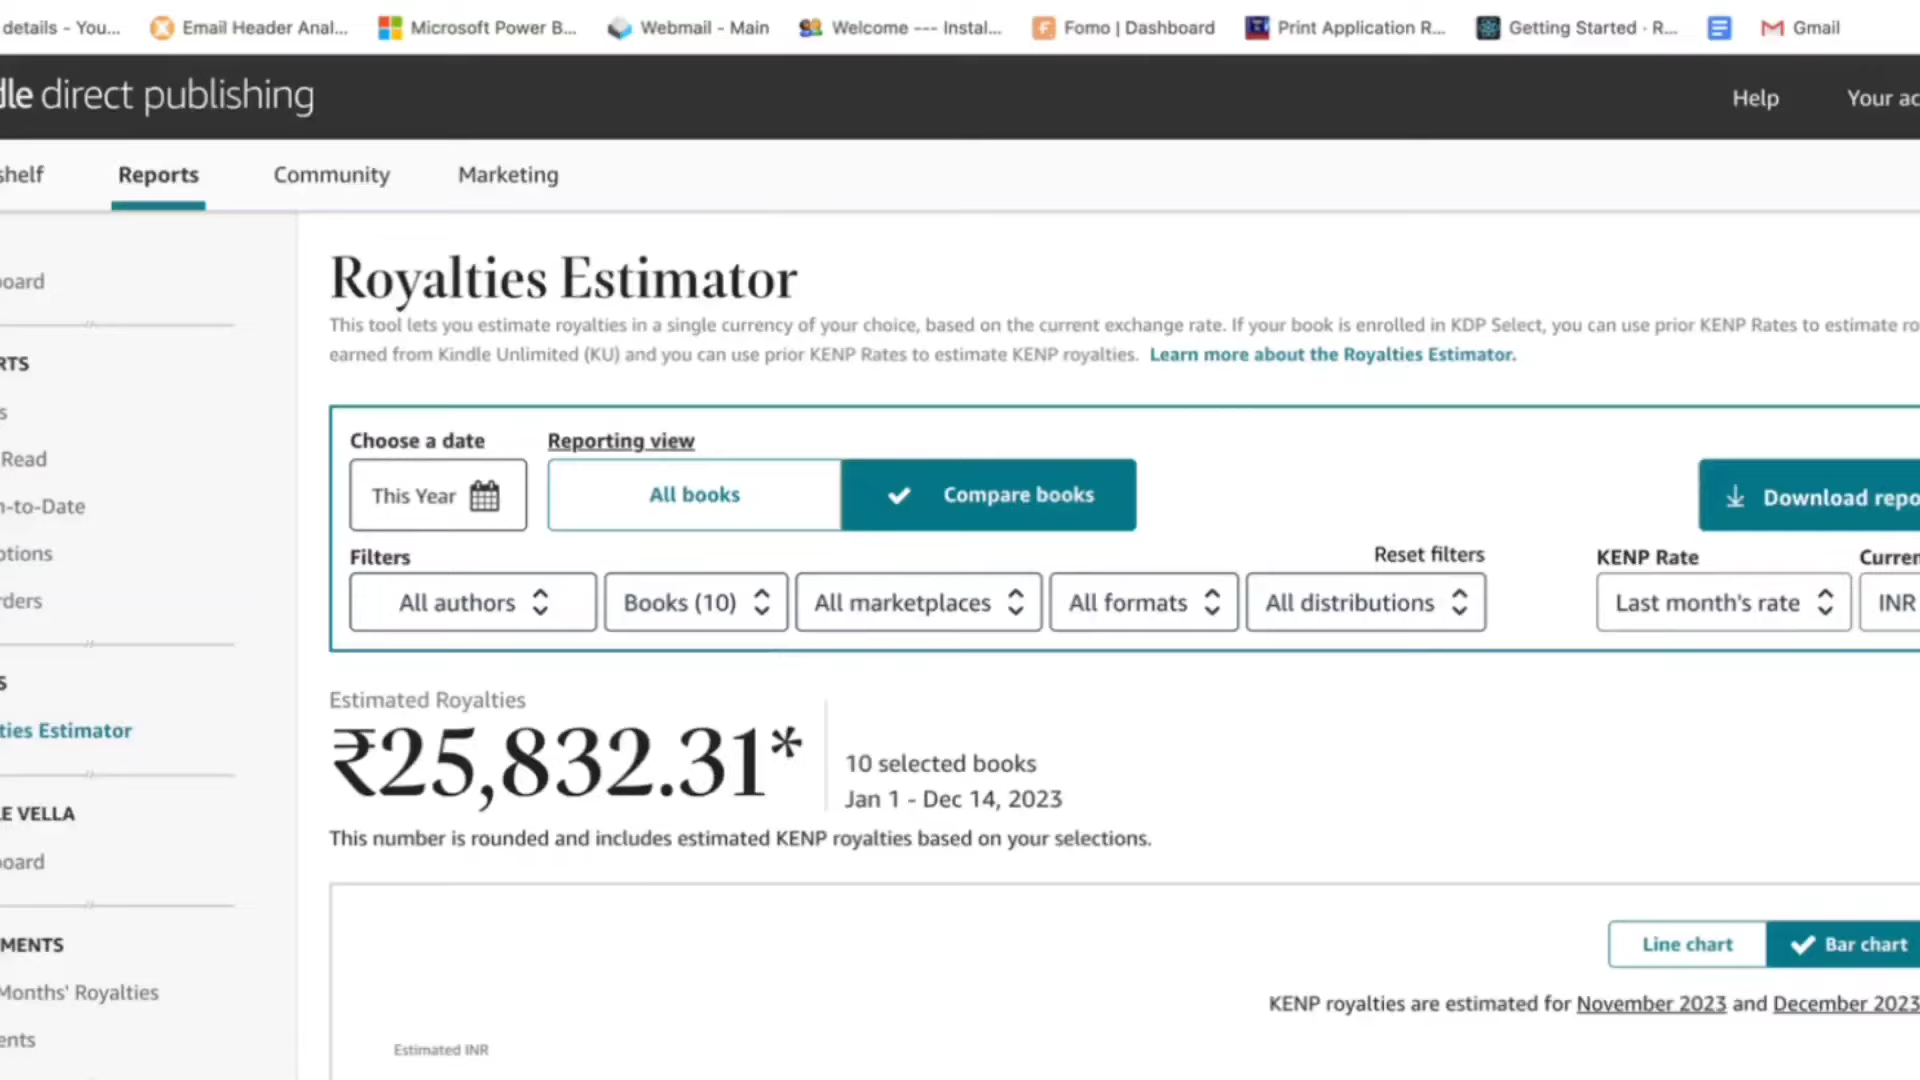 details - You... Email Header Anal... Microsoft Power B... Webmail - Main Welcome --- Instal... Fomo | Dashboard Print Application R... Getting Started · R... Gmail
dle direct publishing Help Your ac
shelf Reports Community Marketing
Royalties Estimator
This tool lets you estimate royalties in a single currency of your choice, based on the current exchange rate. If your book is enrolled in KDP Select, you can use prior KENP Rates to estimate ro
earned from Kindle Unlimited (KU) and you can use prior KENP Rates to estimate KENP royalties. Learn more about the Royalties Estimator.
oard
RTS
s
Read
n-to-Date
otions
rders
s
ties Estimator
E VELLA
oard
MENTS
Months' Royalties
ents
Choose a date Reporting view
This Year All books Compare books Download repo
Filters Reset filters KENP Rate Curren
All authors Books (10) All marketplaces All formats All distributions Last month's rate INR
Estimated Royalties
₹25,832.31*
10 selected books
Jan 1 - Dec 14, 2023
This number is rounded and includes estimated KENP royalties based on your selections.
Line chart Bar chart
KENP royalties are estimated for November 2023 and December 2023
Estimated INR